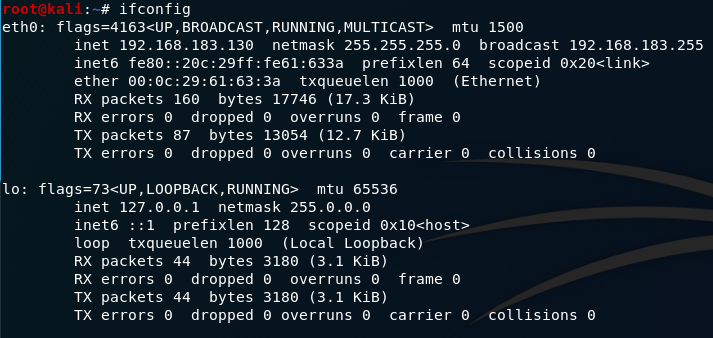 root@kali:~# ifconfig
eth0: flags=4163<UP,BROADCAST,RUNNING,MULTICAST>  mtu 1500
        inet 192.168.183.130  netmask 255.255.255.0  broadcast 192.168.183.255
        inet6 fe80::20c:29ff:fe61:633a  prefixlen 64  scopeid 0x20<link>
        ether 00:0c:29:61:63:3a  txqueuelen 1000  (Ethernet)
        RX packets 160  bytes 17746 (17.3 KiB)
        RX errors 0  dropped 0  overruns 0  frame 0
        TX packets 87  bytes 13054 (12.7 KiB)
        TX errors 0  dropped 0 overruns 0  carrier 0  collisions 0

lo: flags=73<UP,LOOPBACK,RUNNING>  mtu 65536
        inet 127.0.0.1  netmask 255.0.0.0
        inet6 ::1  prefixlen 128  scopeid 0x10<host>
        loop  txqueuelen 1000  (Local Loopback)
        RX packets 44  bytes 3180 (3.1 KiB)
        RX errors 0  dropped 0  overruns 0  frame 0
        TX packets 44  bytes 3180 (3.1 KiB)
        TX errors 0  dropped 0 overruns 0  carrier 0  collisions 0